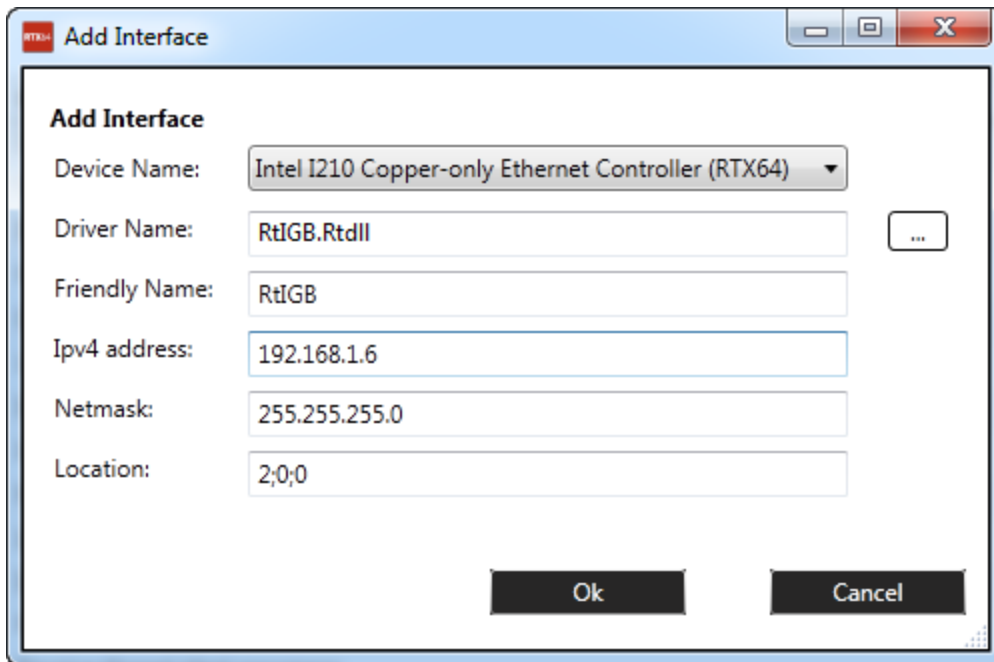 RTX64 Add Interface
Add Interface
Device Name: Intel I210 Copper-only Ethernet Controller (RTX64)
Driver Name: RtIGB.Rtdll ...
Friendly Name: RtIGB
Ipv4 address: 192.168.1.6
Netmask: 255.255.255.0
Location: 2;0;0
Ok Cancel